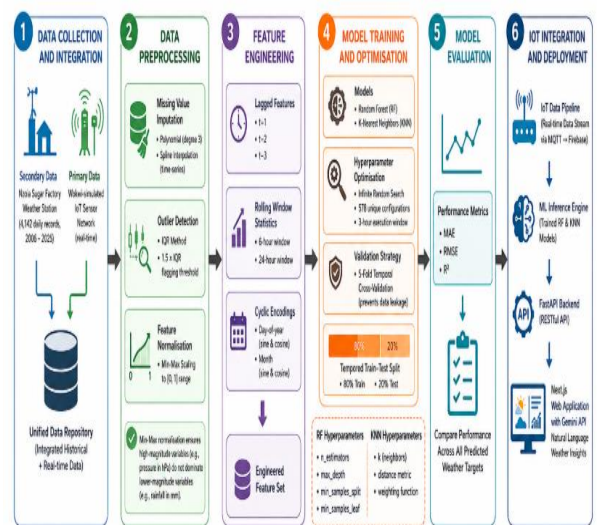 1 DATA COLLECTION
AND INTEGRATION
Secondary Data
Nzoia Sugar Factory
Weather Station
(4,142 daily records,
2006 – 2025)
Primary Data
Wokwi-simulated
IoT Sensor
Network
(real-time)
Unified Data Repository
(Integrated Historical
+ Real-time Data)
2 DATA
PREPROCESSING
Missing Value
Imputation
• Polynomial (degree 3)
• Spline interpolation
(time-series)
Outlier Detection
• IQR Method
• 1.5 × IQR
flagging threshold
Feature
Normalisation
• Min-Max Scaling
to [0, 1] range
0 1
Min-Max normalisation ensures
high-magnitude variables (e.g.,
pressure in hPa) do not dominate
lower-magnitude variables
(e.g., rainfall in mm).
3 FEATURE
ENGINEERING
Lagged Features
• t−1
• t−2
• t−3
Rolling Window
Statistics
• 6-hour window
• 24-hour window
Cyclic Encodings
• Day-of-year
(sine & cosine)
• Month
(sine & cosine)
Engineered
Feature Set
4 MODEL TRAINING
AND OPTIMISATION
Models
• Random Forest (RF)
• K-Nearest Neighbors (KNN)
Hyperparameter
Optimisation
• Infinite Random Search
• 578 unique configurations
• 3-hour execution window
Validation Strategy
• 5-Fold Temporal
Cross-Validation
(prevents data leakage)
80% 20%
Tempored Train-Test Split
• 80% Train • 20% Test
RF Hyperparameters
• n_estimators
• max_depth
• min_samples_split
• min_samples_leaf
KNN Hyperparameters
• k (neighbors)
• distance metric
• weighting function
5 MODEL
EVALUATION
Performance Metrics
• MAE
• RMSE
• R²
Compare Performance
Across All Predicted
Weather Targets
6 IOT INTEGRATION
AND DEPLOYMENT
IoT Data Pipeline
(Real-time Data Stream
via MQTT → Firebase)
ML Inference Engine
(Trained RF & KNN
Models)
API
FastAPI Backend
(RESTful API)
Next.js
Web Application
with Gemini API
Natural Language
Weather Insights